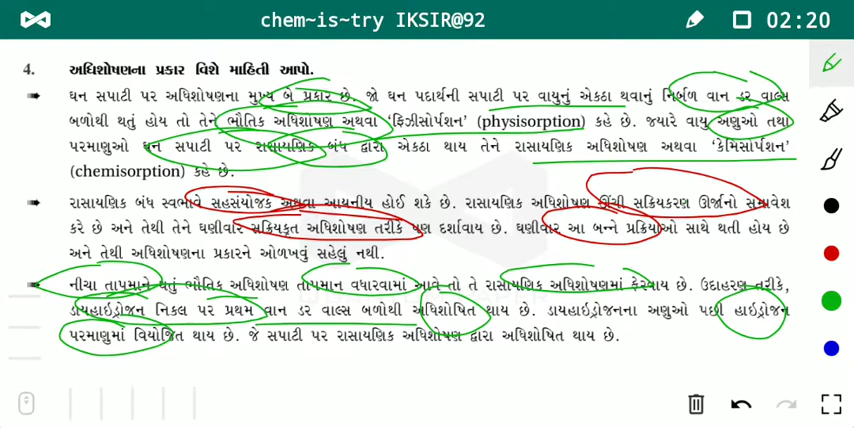 chem~is~try IKSIR@92
02:20
4. અધિશોષણના પ્રકાર વિશે માહિતી આપો.
➠ ઘન સપાટી પર અધિશોષણના મુખ્ય બે પ્રકાર છે. જો ઘન પદાર્થની સપાટી પર વાયુનું એકઠા થવાનું નિર્બળ વાન ડર વાલ્સ
બળોથી થતું હોય તો તેને ભૌતિક અધિશોષણ અથવા ‘ફિઝીસોર્પશન’ (physisorption) કહે છે. જ્યારે વાયુ અણુઓ તથા
પરમાણુઓ ઘન સપાટી પર રાસાયણિક બંધ દ્વારા એકઠા થાય તેને રાસાયણિક અધિશોષણ અથવા ‘કેમિસોર્પશન’
(chemisorption) કહે છે.
➠ રાસાયણિક બંધ સ્વભાવે સહસંયોજક અથવા આયનીય હોઈ શકે છે. રાસાયણિક અધિશોષણ ઊંચી સક્રિયકરણ ઊર્જાનો સમાવેશ
કરે છે અને તેથી તેને ઘણીવાર સક્રિયકૃત અધિશોષણ તરીકે પણ દર્શાવાય છે. ઘણીવાર આ બન્ને પ્રક્રિયાઓ સાથે થતી હોય છે
અને તેથી અધિશોષણના પ્રકારને ઓળખવું સહેલું નથી.
➠ નીચા તાપમાને થતું ભૌતિક અધિશોષણ તાપમાન વધારવામાં આવે તો તે રાસાયણિક અધિશોષણમાં ફેરવાય છે. ઉદાહરણ તરીકે,
ડાયહાઇડ્રોજન નિકલ પર પ્રથમ વાન ડર વાલ્સ બળોથી અધિશોષિત થાય છે. ડાયહાઇડ્રોજનના અણુઓ પછી હાઇડ્રોજન
પરમાણુમાં વિયોજિત થાય છે. જે સપાટી પર રાસાયણિક અધિશોષણ દ્વારા અધિશોષિત થાય છે.